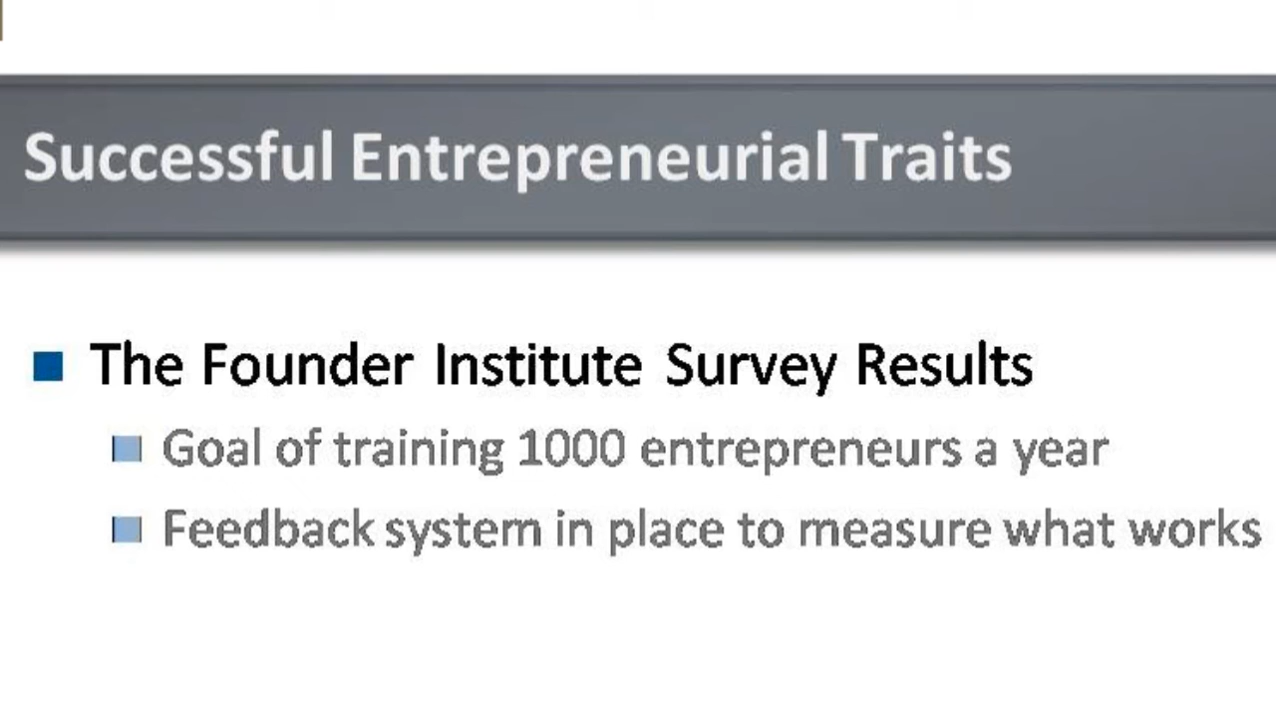 Successful Entrepreneurial Traits
The Founder Institute Survey Results
Goal of training 1000 entrepreneurs a year
Feedback system in place to measure what works